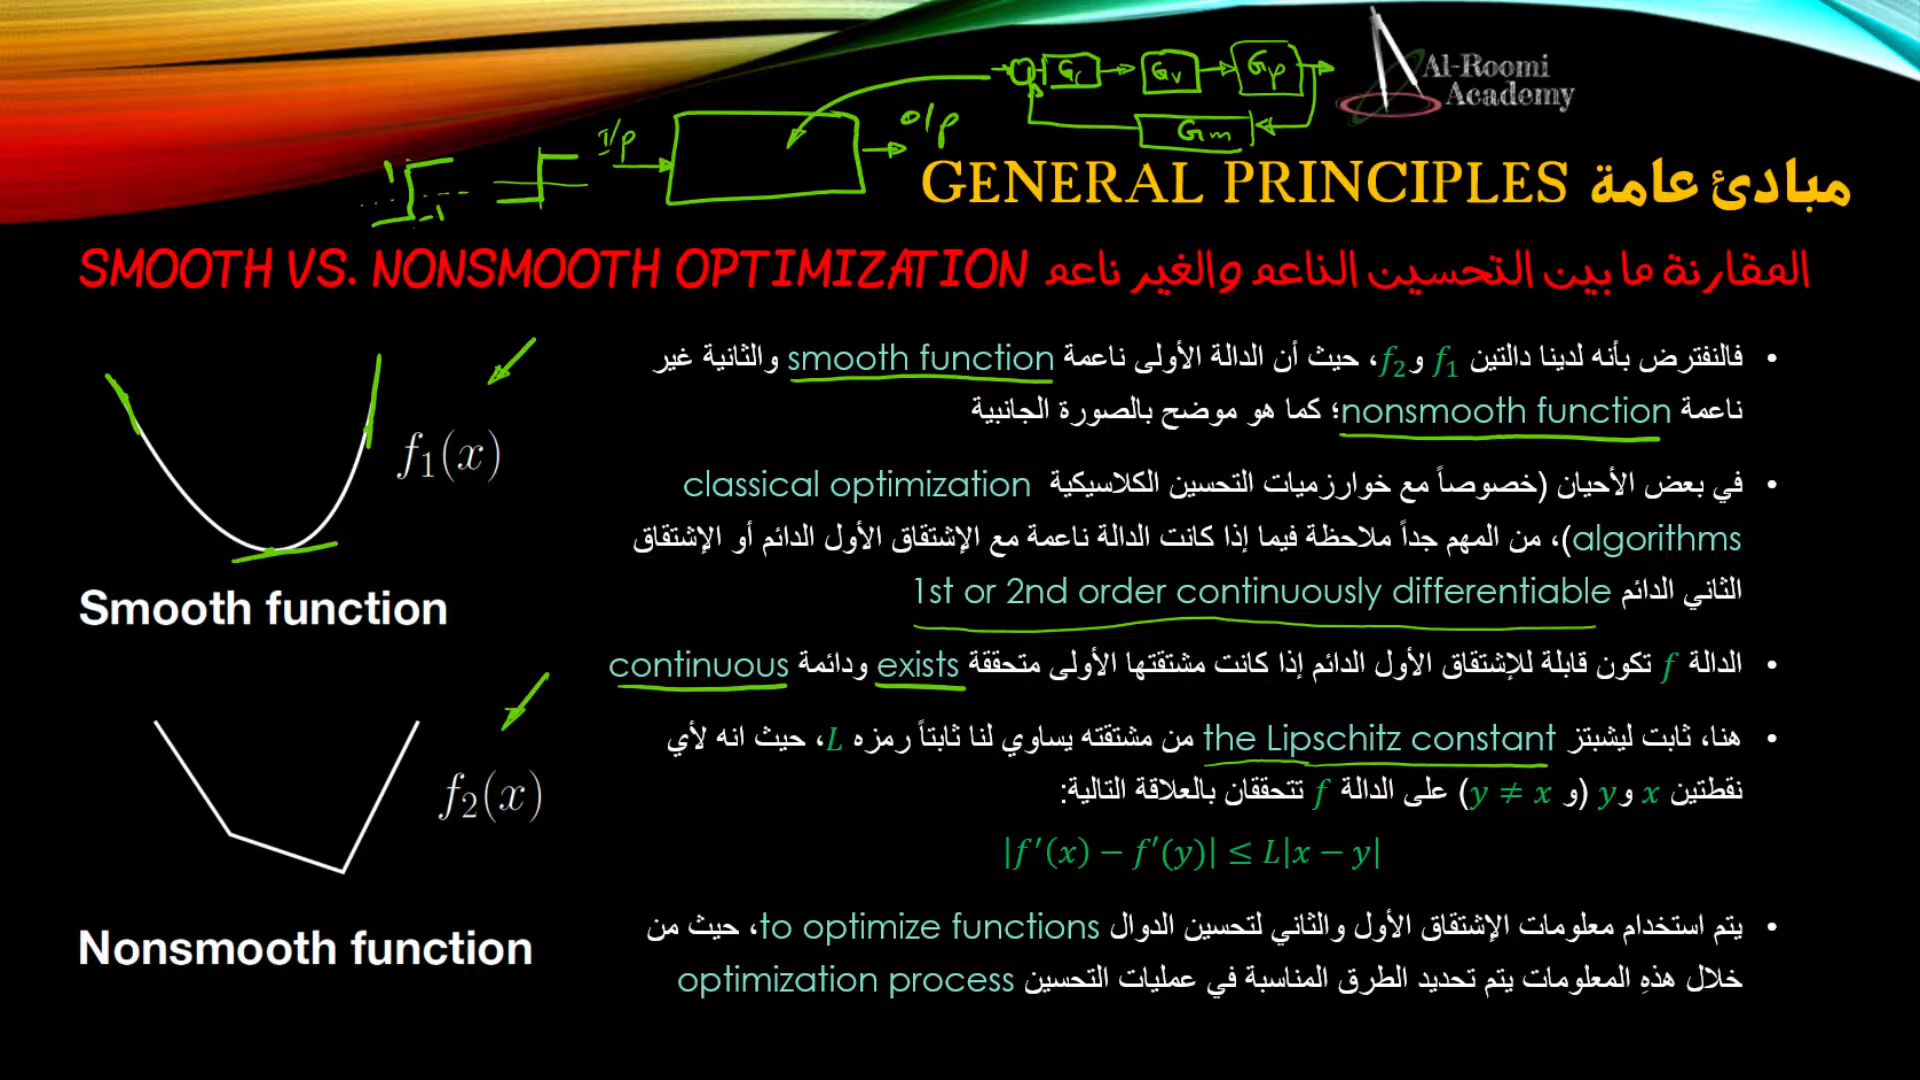 Gc
Gv
Gp
Gm
Al-Roomi
Academy
I/p
O/p
1
-1
GENERAL PRINCIPLES مبادئ عامة
SMOOTH VS. NONSMOOTH OPTIMIZATION المقارنة ما بين التحسين الناعم والغير ناعم
• فالنفترض بأنه لدينا دالتين f₁ و f₂، حيث أن الدالة الأولى ناعمة smooth function والثانية غير
ناعمة nonsmooth function؛ كما هو موضح بالصورة الجانبية
f₁(x)
Smooth function
• في بعض الأحيان (خصوصاً مع خوارزميات التحسين الكلاسيكية classical optimization
algorithms)، من المهم جداً ملاحظة فيما إذا كانت الدالة ناعمة مع الإشتقاق الأول الدائم أو الإشتقاق
الثاني الدائم 1st or 2nd order continuously differentiable
• الدالة f تكون قابلة للإشتقاق الأول الدائم إذا كانت مشتقتها الأولى متحققة exists ودائمة continuous
• هنا، ثابت ليشبتز the Lipschitz constant من مشتقته يساوي لنا ثابتاً رمزه L، حيث انه لأي
نقطتين x و y (و y ≠ x) على الدالة f تتحققان بالعلاقة التالية:
|f′(x) − f′(y)| ≤ L|x − y|
f₂(x)
Nonsmooth function
• يتم استخدام معلومات الإشتقاق الأول والثاني لتحسين الدوال to optimize functions، حيث من
خلال هذهِ المعلومات يتم تحديد الطرق المناسبة في عمليات التحسين optimization process